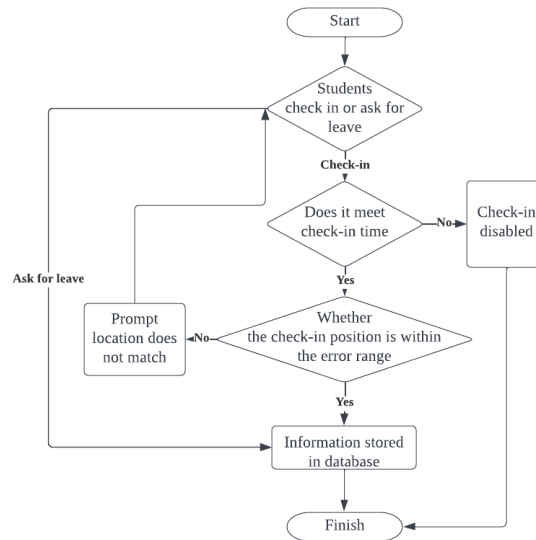 Start
Students
check in or ask for
leave
Check-in
Does it meet
check-in time
No
Check-in
disabled
Yes
Ask for leave
Whether
the check-in position is within
the error range
No
Prompt
location does
not match
Yes
Information stored
in database
Finish